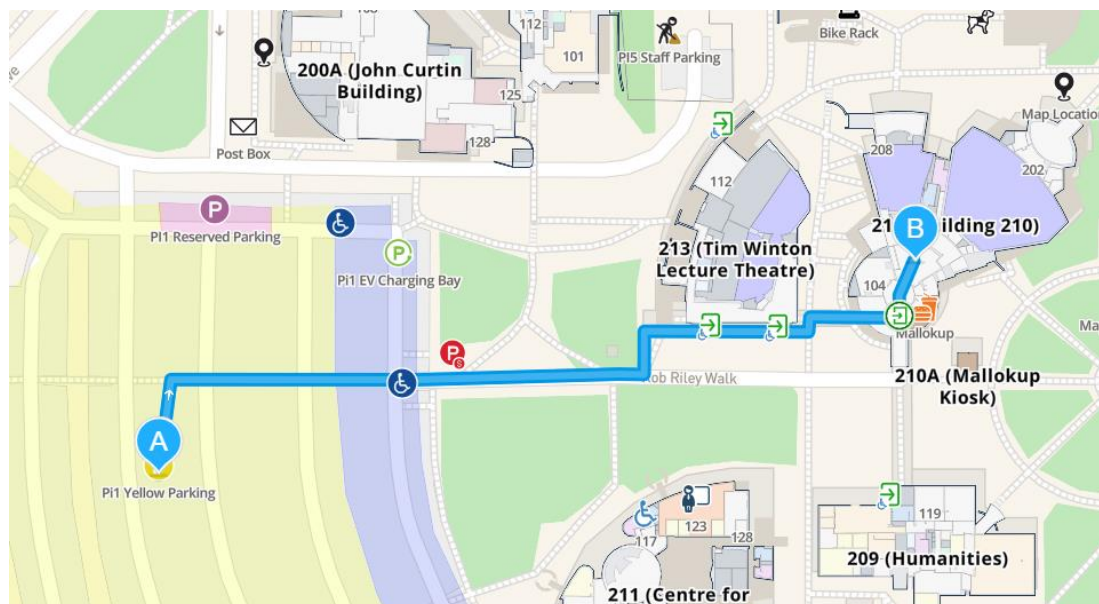 112
101
PI5 Staff Parking
Bike Rack
200A (John Curtin
Building)
125
128
Post Box
Map Locatio
208
202
112
P
PI1 Reserved Parking
PI1 EV Charging Bay
213 (Tim Winton
Lecture Theatre)
B
ilding 210)
104
Mallokup
P
S
Rob Riley Walk
210A (Mallokup
Kiosk)
A
Pi1 Yellow Parking
123
117
128
119
209 (Humanities)
211 (Centre for